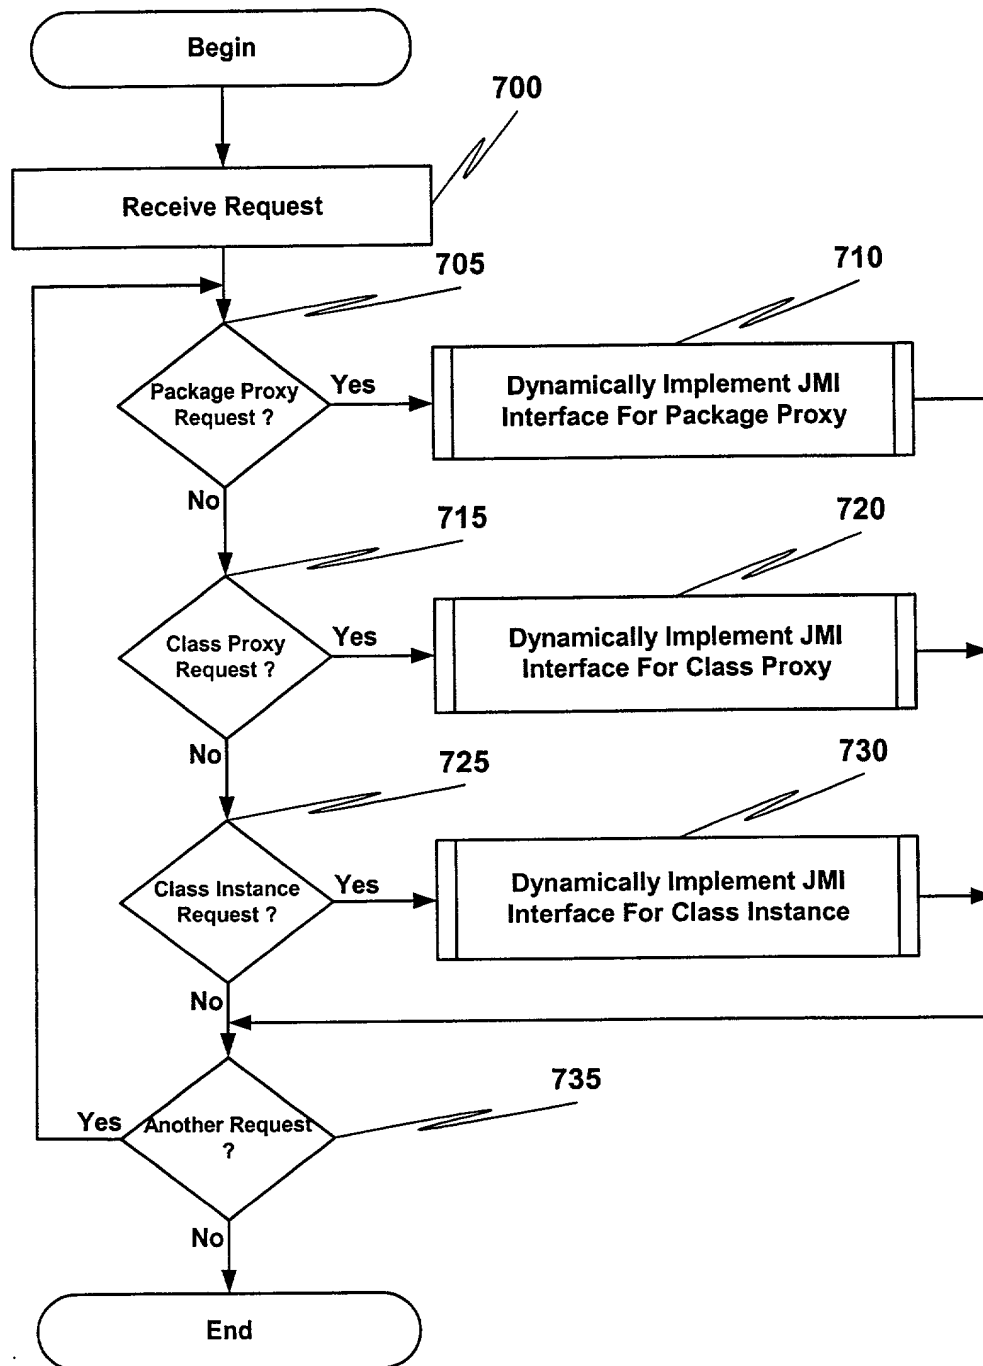 Begin
700
Receive Request
705
710
Package Proxy
Request ?
Yes
Dynamically Implement JMI
Interface For Package Proxy
No
715
720
Class Proxy
Request ?
Yes
Dynamically Implement JMI
Interface For Class Proxy
No
725
730
Class Instance
Request ?
Yes
Dynamically Implement JMI
Interface For Class Instance
No
735
Yes
Another Request
?
No
End